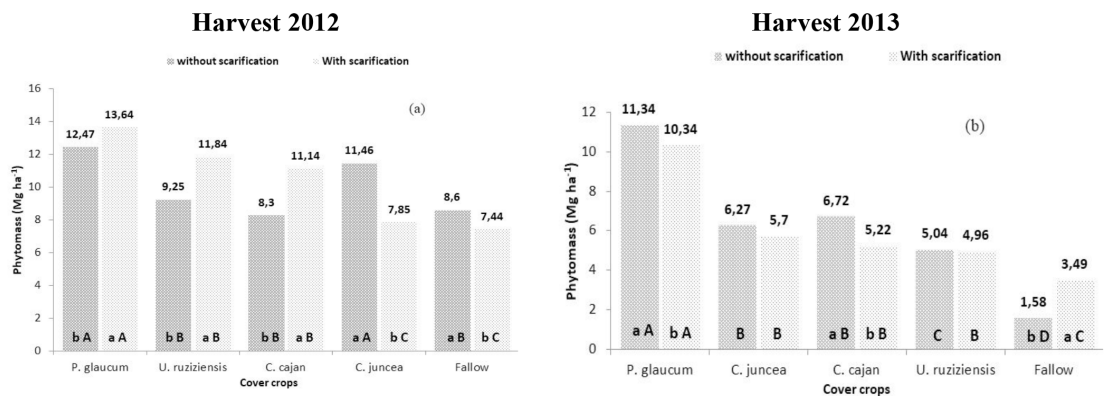 Harvest 2012
without scarification
With scarification
(a)
Phytomass (Mg ha⁻¹)
16
14
12
10
8
6
4
2
0
12,47
13,64
9,25
11,84
8,3
11,14
11,46
7,85
8,6
7,44
b A
a A
b B
a B
b B
a B
a A
b C
a B
b C
P. glaucum
U. ruziziensis
C. cajan
C. juncea
Fallow
Cover crops
Harvest 2013
without scarification
With scarification
(b)
Phytomass (Mg ha⁻¹)
12
10
8
6
4
2
0
11,34
10,34
6,27
5,7
6,72
5,22
5,04
4,96
1,58
3,49
a A
b A
B
B
a B
b B
C
B
b D
a C
P. glaucum
C. juncea
C. cajan
U. ruziziensis
Fallow
Cover crops